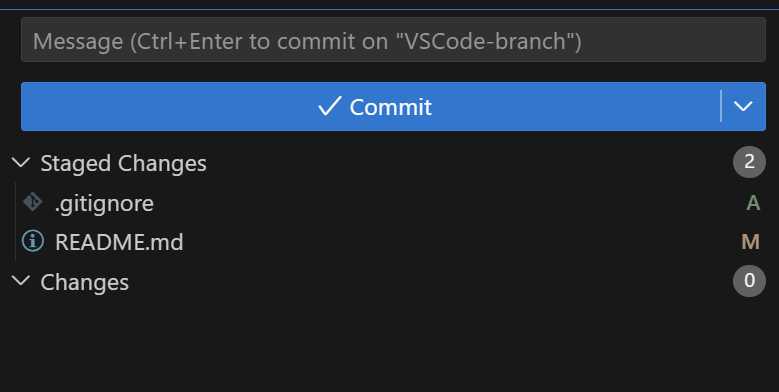 Message (Ctrl+Enter to commit on "VSCode-branch")
Commit
Staged Changes 2
.gitignore A
README.md M
Changes 0